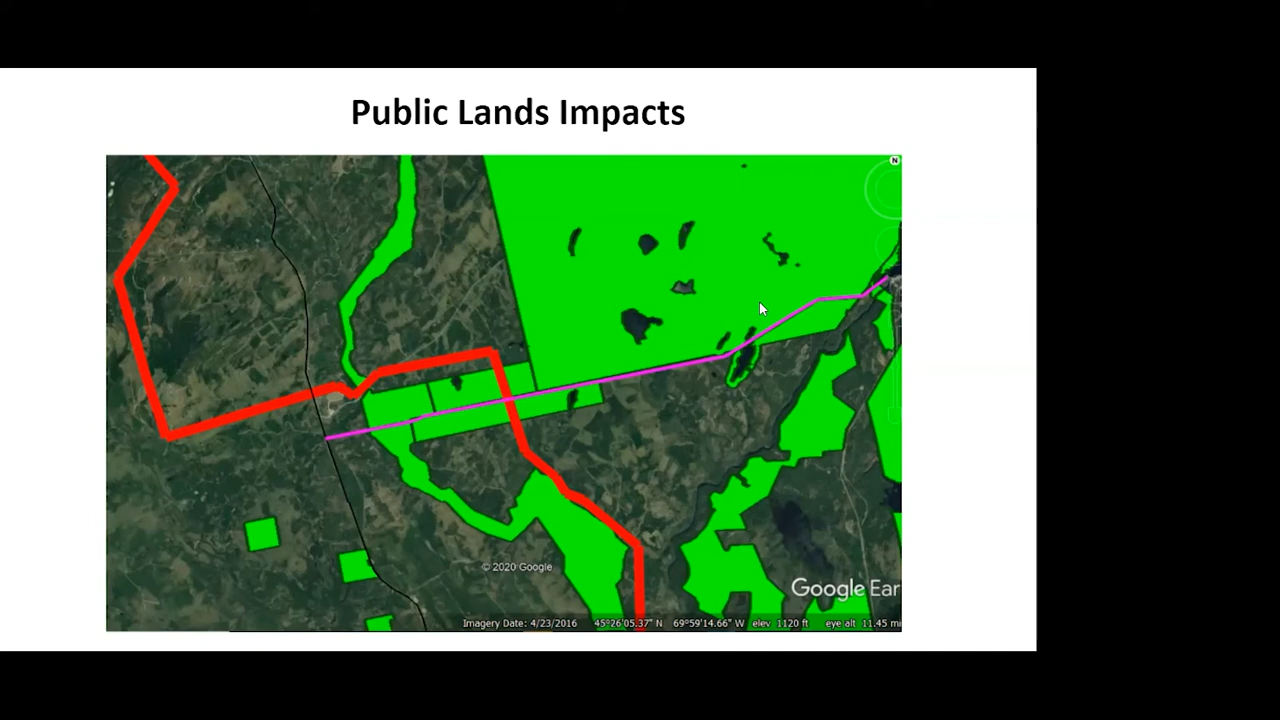 Public Lands Impacts
N
© 2020 Google
Google Ear
Imagery Date: 4/23/2016 45°26'05.37" N 69°59'14.66" W elev 1120 ft eye alt 11.45 mi